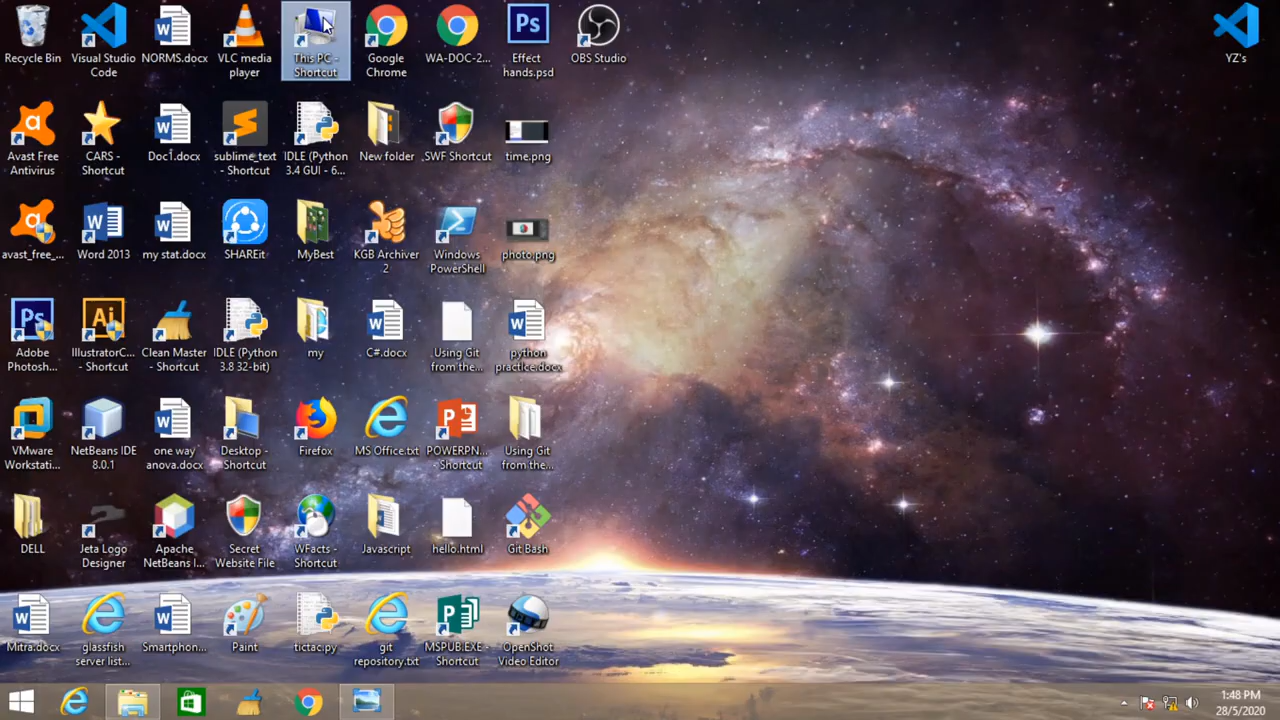 Recycle Bin
Visual Studio
Code
NORMS.docx
VLC media
player
This PC -
Shortcut
Google
Chrome
WA-DOC-2...
Ps
Effect
hands.psd
OBS Studio
YZ's
Avast Free
Antivirus
CARS -
Shortcut
Doc1.docx
sublime_text
- Shortcut
IDLE (Python
3.4 GUI - 6...
New folder
.SWF Shortcut
time.png
avast_free_...
Word 2013
my stat.docx
SHAREit
MyBest
KGB Archiver
2
Windows
PowerShell
photo.png
Ps
Adobe
Photosh...
Ai
IllustratorC...
- Shortcut
Clean Master
- Shortcut
IDLE (Python
3.8 32-bit)
my
C#.docx
Using Git
from the...
python
practice.docx
VMware
Workstati...
NetBeans IDE
8.0.1
one way
anova.docx
Desktop -
Shortcut
Firefox
MS Office.txt
POWERPN...
- Shortcut
Using Git
from the...
DELL
Jeta Logo
Designer
Apache
NetBeans I...
Secret
Website File
WFacts -
Shortcut
Javascript
hello.html
Git Bash
Mitra.docx
glassfish
server list...
Smartphon...
Paint
tictac.py
git
repository.txt
MSPUB.EXE -
Shortcut
OpenShot
Video Editor
1:48 PM
28/5/2020